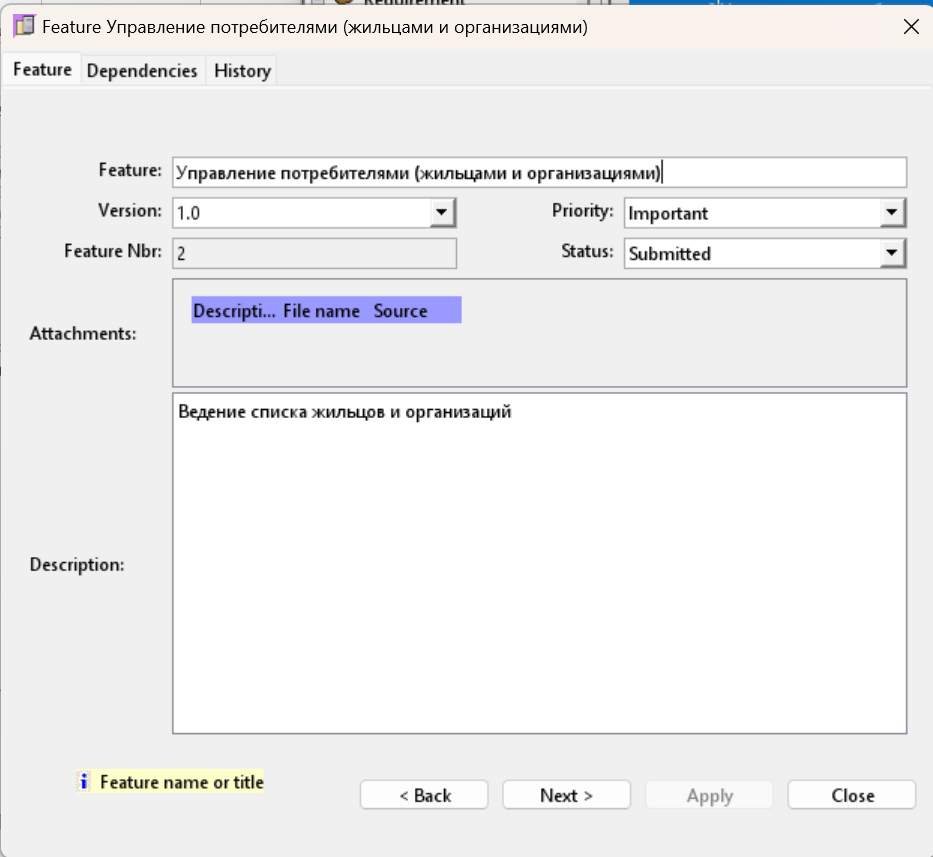 Requirement
Feature Управление потребителями (жильцами и организациями)
Feature Dependencies History
Feature: Управление потребителями (жильцами и организациями)
Version: 1.0 Priority: Important
Feature Nbr: 2 Status: Submitted
Descripti... File name Source
Attachments:
Ведение списка жильцов и организаций
Description:
i Feature name or title
< Back Next > Apply Close